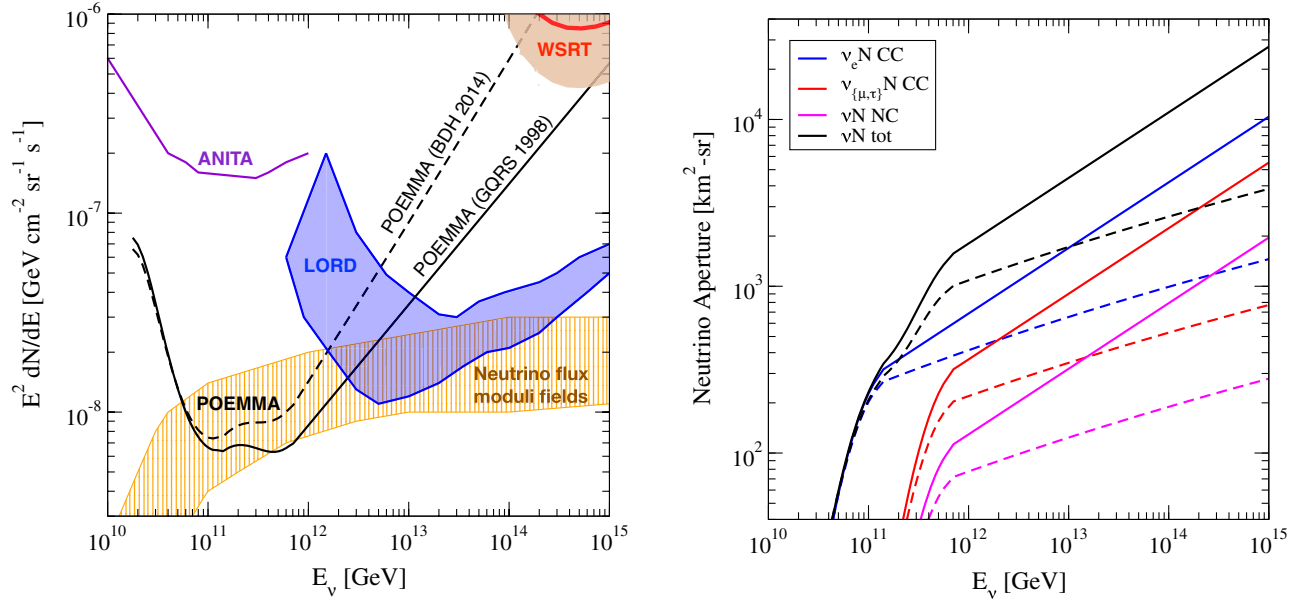 10^-6
10^-7
10^-8
E^2 dN/dE [GeV cm^-2 sr^-1 s^-1]
ANITA
LORD
WSRT
POEMMA (BDH 2014)
POEMMA (GQRS 1998)
POEMMA
Neutrino flux
moduli fields
10^10 10^11 10^12 10^13 10^14 10^15
E_ν [GeV]
ν_e N CC
ν_{μ,τ} N CC
νN NC
νN tot
10^4
10^3
10^2
Neutrino Aperture [km^2-sr]
10^10 10^11 10^12 10^13 10^14 10^15
E_ν [GeV]